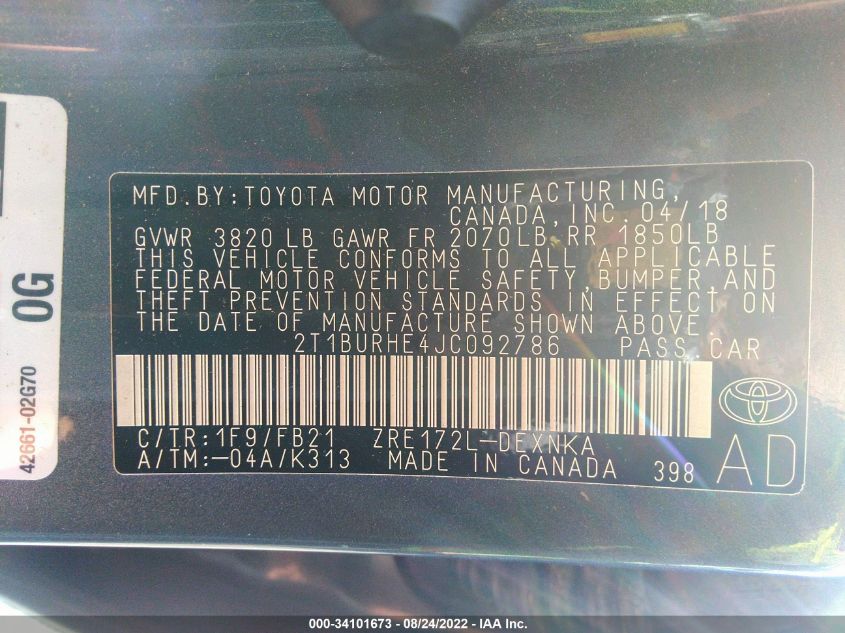 MFD.BY:TOYOTA MOTOR MANUFACTURING,
CANADA,INC. 04/18
GVWR 3820 LB GAWR FR 2070LB,RR 1850LB
THIS VEHICLE CONFORMS TO ALL APPLICABLE
FEDERAL MOTOR VEHICLE SAFETY,BUMPER,AND
THEFT PREVENTION STANDARDS IN EFFECT ON
THE DATE OF MANUFACTURE SHOWN ABOVE
2T1BURHE4JC092786 PASS CAR
C/TR:1F9/FB21 ZRE172L-DEXNKA
A/TM:-04A/K313 MADE IN CANADA 398
AD
42661-02G70
0G
000-34101673 - 08/24/2022 - IAA Inc.